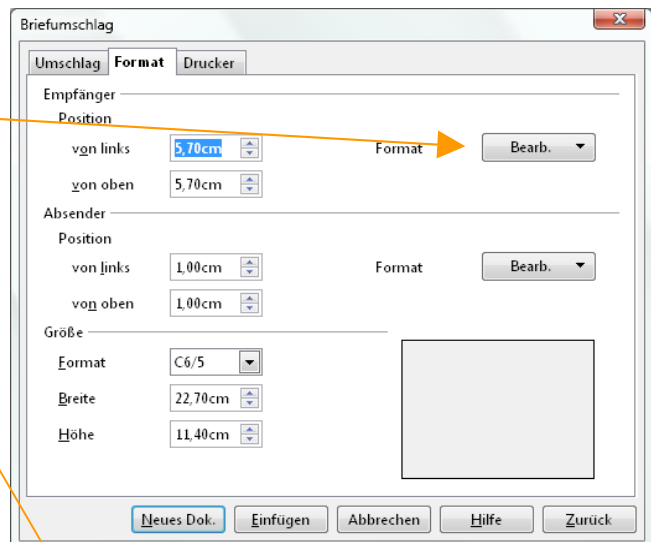 Briefumschlag
Umschlag Format Drucker
Empfänger
Position
von links 5,70cm Format Bearb.
von oben 5,70cm
Absender
Position
von links 1,00cm Format Bearb.
von oben 1,00cm
Größe
Format C6/5
Breite 22,70cm
Höhe 11,40cm
Neues Dok. Einfügen Abbrechen Hilfe Zurück